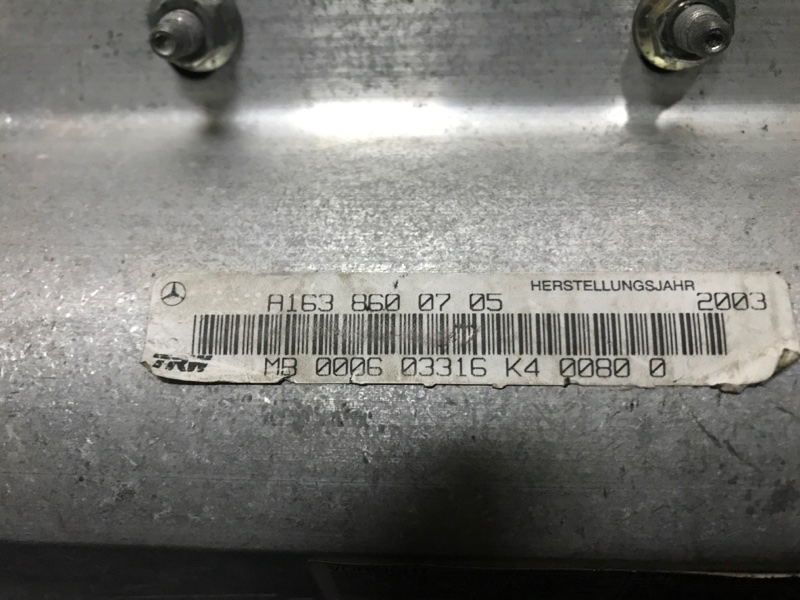 A163 860 07 05 HERSTELLUNGSJAHR 2003
TRW MB 0006 03316 K4 0080 0